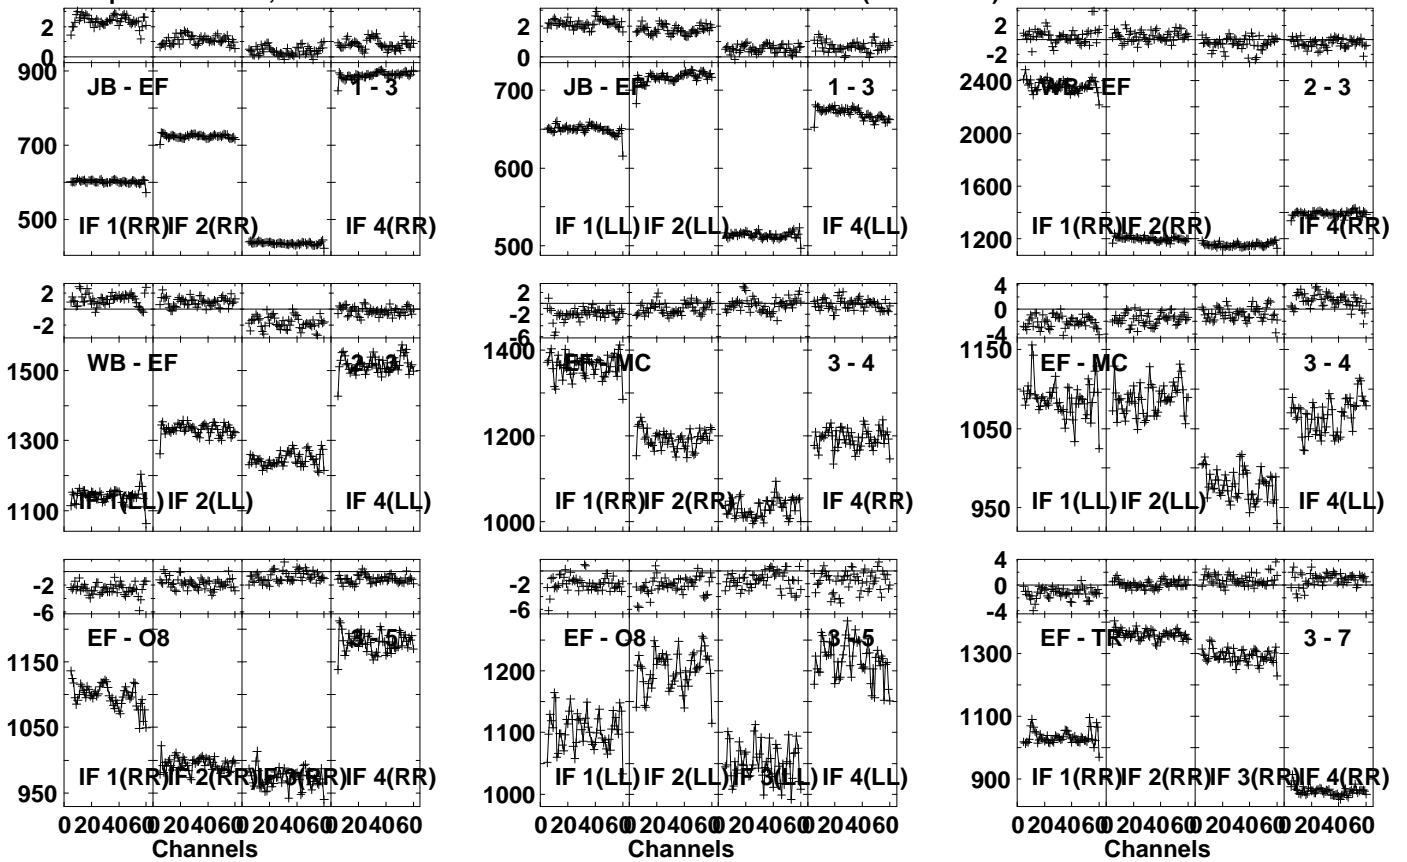 2
0
900
700
500
JB - EF
1 - 3
IF 1(RR)
IF 2(RR)
IF 4(RR)
2
0
700
600
500
JB - EF
1 - 3
IF 1(LL)
IF 2(LL)
IF 4(LL)
2
0
-2
2400
2000
1600
1200
WB - EF
2 - 3
IF 1(RR)
IF 2(RR)
IF 4(RR)
2
0
-2
1500
1300
1100
WB - EF
2 - 3
IF 1(LL)
IF 2(LL)
IF 4(LL)
2
0
-2
-6
1400
1200
1000
EF - MC
3 - 4
IF 1(RR)
IF 2(RR)
IF 4(RR)
4
0
-4
1150
1050
950
EF - MC
3 - 4
IF 1(LL)
IF 2(LL)
IF 4(LL)
-2
-6
1150
1050
950
EF - O8
3 - 5
IF 1(RR)
IF 2(RR)
IF 3(RR)
IF 4(RR)
0 204060
0 204060
0 204060
0 204060
Channels
-2
-6
1200
1100
1000
EF - O8
3 - 5
IF 1(LL)
IF 2(LL)
IF 3(LL)
IF 4(LL)
0 204060
0 204060
0 204060
0 204060
Channels
4
0
-4
1300
1100
900
EF - TR
3 - 7
IF 1(RR)
IF 2(RR)
IF 3(RR)
IF 4(RR)
0 204060
0 204060
0 204060
0 204060